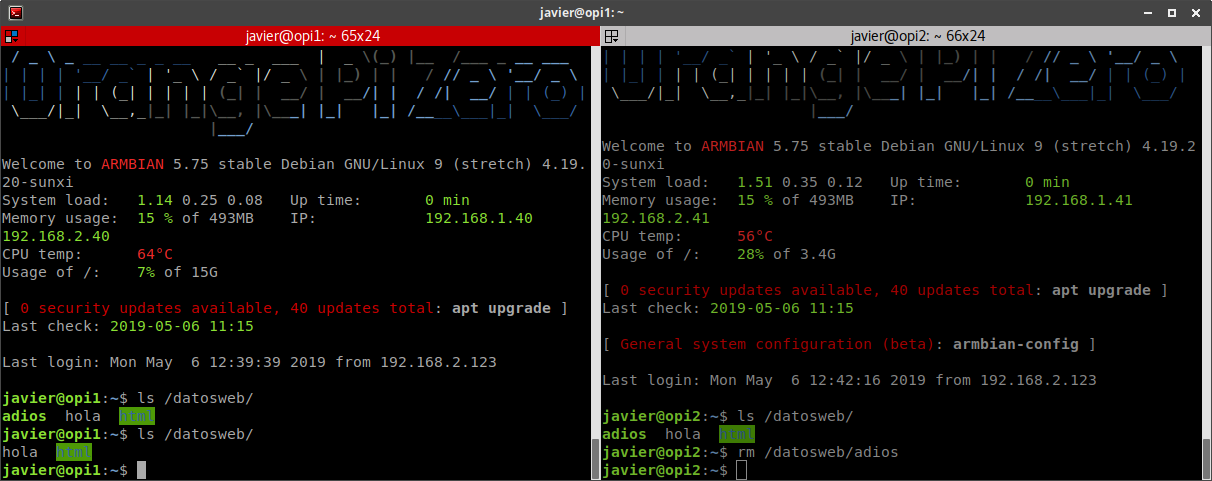 javier@opi1: ~
javier@opi1: ~ 65x24
Welcome to ARMBIAN 5.75 stable Debian GNU/Linux 9 (stretch) 4.19.
20-sunxi
System load:   1.14 0.25 0.08   Up time:       0 min
Memory usage:  15 % of 493MB    IP:            192.168.1.40
192.168.2.40
CPU temp:      64°C
Usage of /:    7% of 15G
[ 0 security updates available, 40 updates total: apt upgrade ]
Last check: 2019-05-06 11:15
Last login: Mon May  6 12:39:39 2019 from 192.168.2.123
javier@opi1:~$ ls /datosweb/
adios  hola  html
javier@opi1:~$ ls /datosweb/
hola  html
javier@opi1:~$
javier@opi2: ~ 66x24
Welcome to ARMBIAN 5.75 stable Debian GNU/Linux 9 (stretch) 4.19.2
0-sunxi
System load:   1.51 0.35 0.12   Up time:       0 min
Memory usage:  15 % of 493MB    IP:            192.168.1.41
192.168.2.41
CPU temp:      56°C
Usage of /:    28% of 3.4G
[ 0 security updates available, 40 updates total: apt upgrade ]
Last check: 2019-05-06 11:15
[ General system configuration (beta): armbian-config ]
Last login: Mon May  6 12:42:16 2019 from 192.168.2.123
javier@opi2:~$ ls /datosweb/
adios  hola  html
javier@opi2:~$ rm /datosweb/adios
javier@opi2:~$